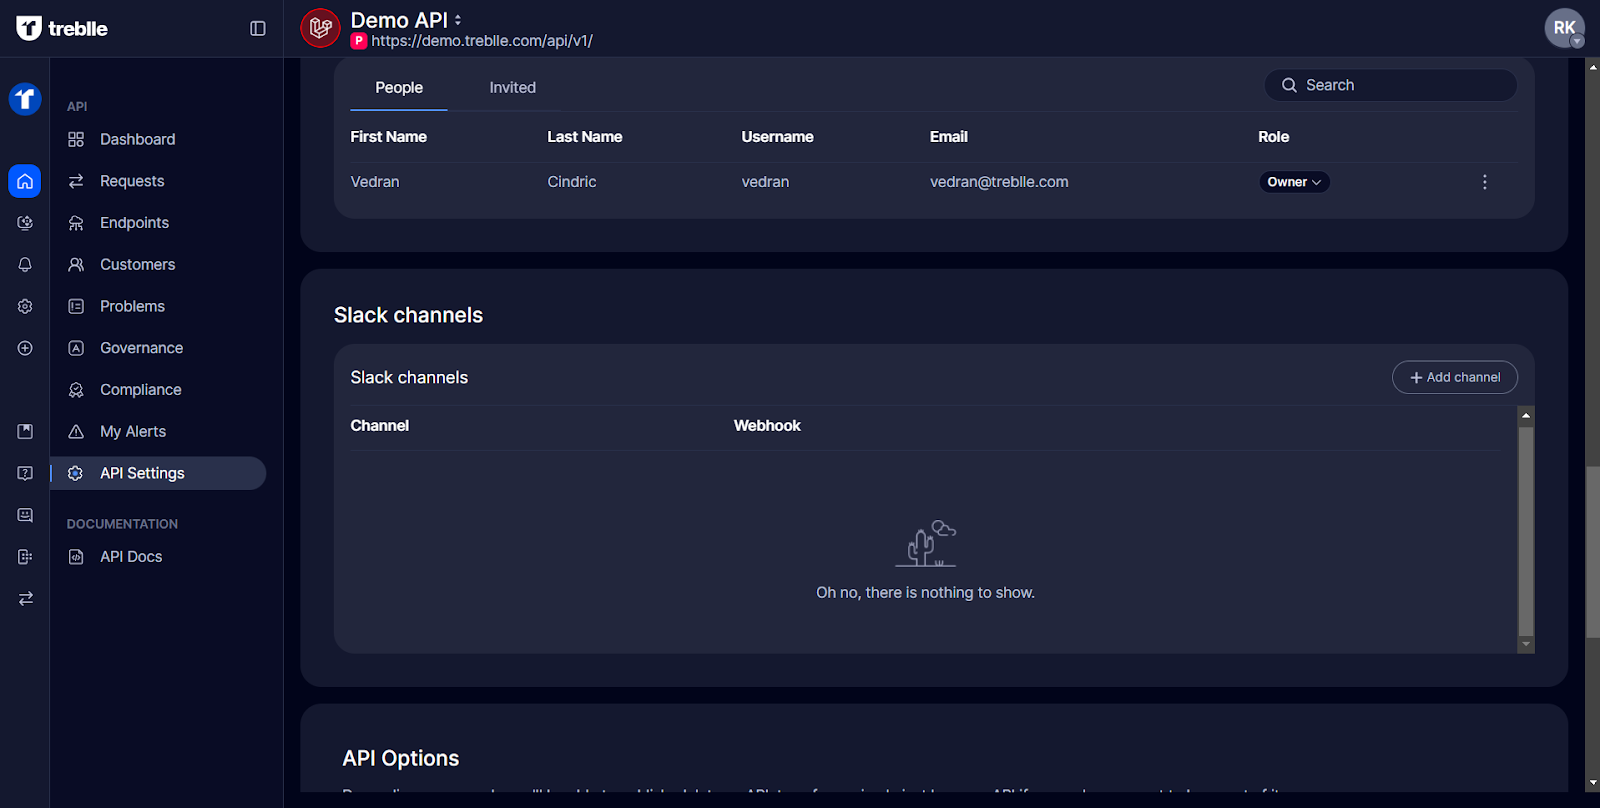 treblle
Demo API
P https://demo.treblle.com/api/v1/
RK
API
Dashboard
Requests
Endpoints
Customers
Problems
Governance
Compliance
My Alerts
API Settings
DOCUMENTATION
API Docs
People Invited Search
First Name Last Name Username Email Role
Vedran Cindric vedran vedran@treblle.com Owner
Slack channels
Slack channels + Add channel
Channel Webhook
Oh no, there is nothing to show.
API Options